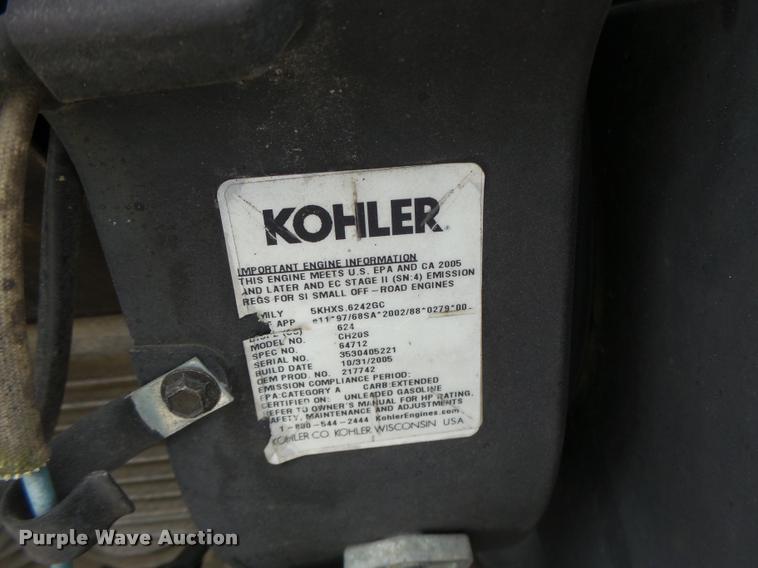 KOHLER
IMPORTANT ENGINE INFORMATION
THIS ENGINE MEETS U.S. EPA AND CA 2005
AND LATER AND EC STAGE II (SN:4) EMISSION
REGS FOR SI SMALL OFF-ROAD ENGINES
MILY 5KHXS.6242GC
APP e11*97/68SA*2002/88*0279*00
624
MODEL NO. CH20S
SPEC NO. 64712
SERIAL NO. 3530405221
BUILD DATE 10/31/2005
OEM PROD. NO. 217742
EMISSION COMPLIANCE PERIOD:
EPA:CATEGORY A CARB:EXTENDED
CERTIFIED ON: UNLEADED GASOLINE
REFER TO OWNER'S MANUAL FOR HP RATING,
SAFETY, MAINTENANCE AND ADJUSTMENTS
1-800-544-2444 KohlerEngines.com
KOHLER CO. KOHLER, WISCONSIN USA
Purple Wave Auction